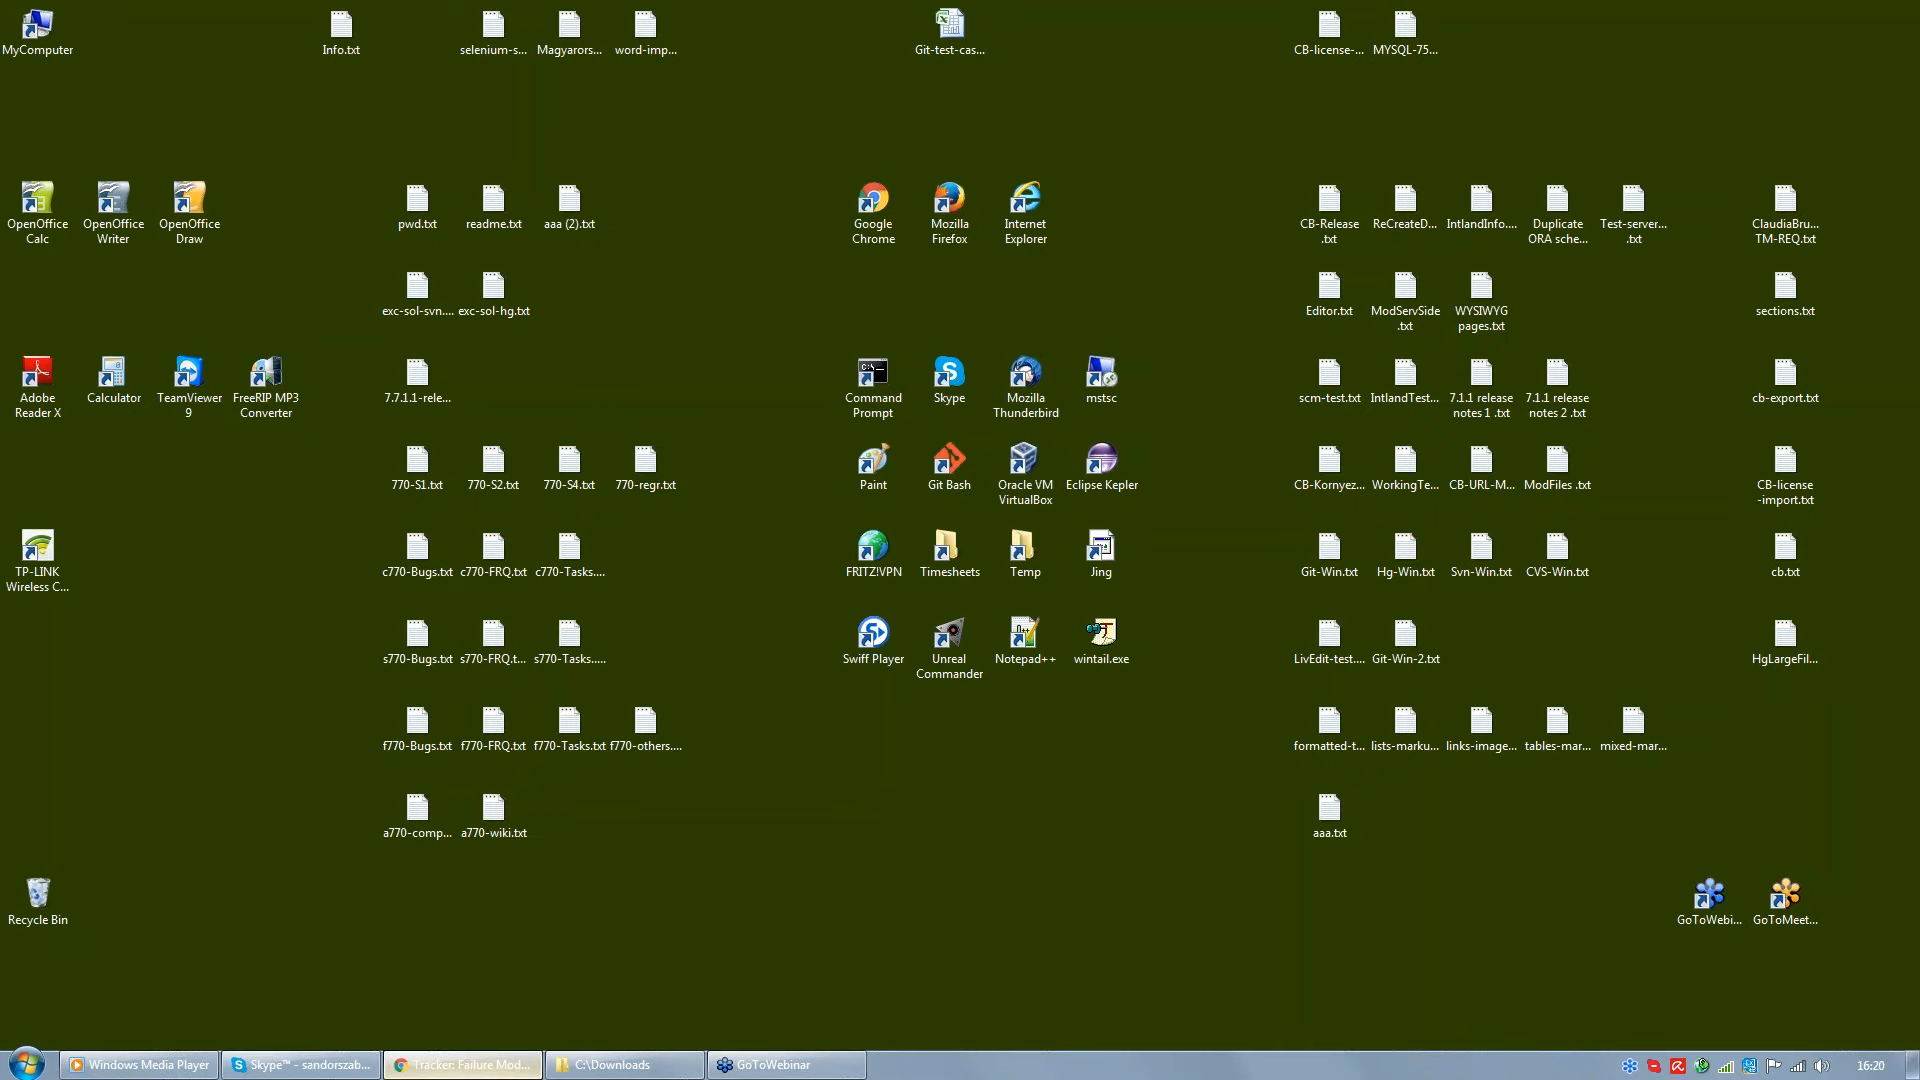 MyComputer
Info.txt
selenium-s...
Magyarors...
word-imp...
Git-test-cas...
CB-license-...
MYSQL-75...
OpenOffice
Calc
OpenOffice
Writer
OpenOffice
Draw
pwd.txt
readme.txt
aaa (2).txt
Google
Chrome
Mozilla
Firefox
Internet
Explorer
CB-Release
.txt
ReCreateD...
IntlandInfo....
Duplicate
ORA sche...
Test-server...
.txt
ClaudiaBru...
TM-REQ.txt
exc-sol-svn....
exc-sol-hg.txt
Editor.txt
ModServSide
.txt
WYSIWYG
pages.txt
sections.txt
Adobe
Reader X
Calculator
TeamViewer
9
FreeRIP MP3
Converter
7.7.1.1-rele...
Command
Prompt
Skype
Mozilla
Thunderbird
mstsc
scm-test.txt
IntlandTest...
7.1.1 release
notes 1 .txt
7.1.1 release
notes 2 .txt
cb-export.txt
770-S1.txt
770-S2.txt
770-S4.txt
770-regr.txt
Paint
Git Bash
Oracle VM
VirtualBox
Eclipse Kepler
CB-Kornyez...
WorkingTe...
CB-URL-M...
ModFiles .txt
CB-license
-import.txt
TP-LINK
Wireless C...
c770-Bugs.txt
c770-FRQ.txt
c770-Tasks....
FRITZ!VPN
Timesheets
Temp
Jing
Git-Win.txt
Hg-Win.txt
Svn-Win.txt
CVS-Win.txt
cb.txt
s770-Bugs.txt
s770-FRQ.t...
s770-Tasks.....
Swiff Player
Unreal
Commander
Notepad++
wintail.exe
LivEdit-test....
Git-Win-2.txt
HgLargeFil...
f770-Bugs.txt
f770-FRQ.txt
f770-Tasks.txt
f770-others....
formatted-t...
lists-marku...
links-image...
tables-mar...
mixed-mar...
a770-comp...
a770-wiki.txt
aaa.txt
Recycle Bin
GoToWebi...
GoToMeet...
Windows Media Player
Skype™ - sandorszab...
Tracker: Failure Mod...
C:\Downloads
GoToWebinar
16:20